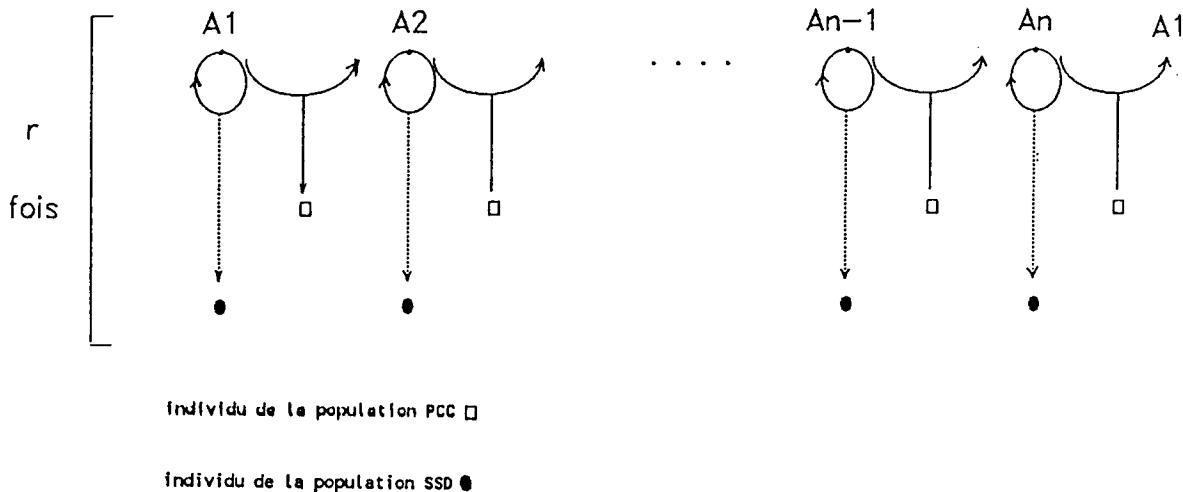 A1 A2 An-1 An A1
. . . .
r
fois
individu de la population PCC □
individu de la population SSD ●